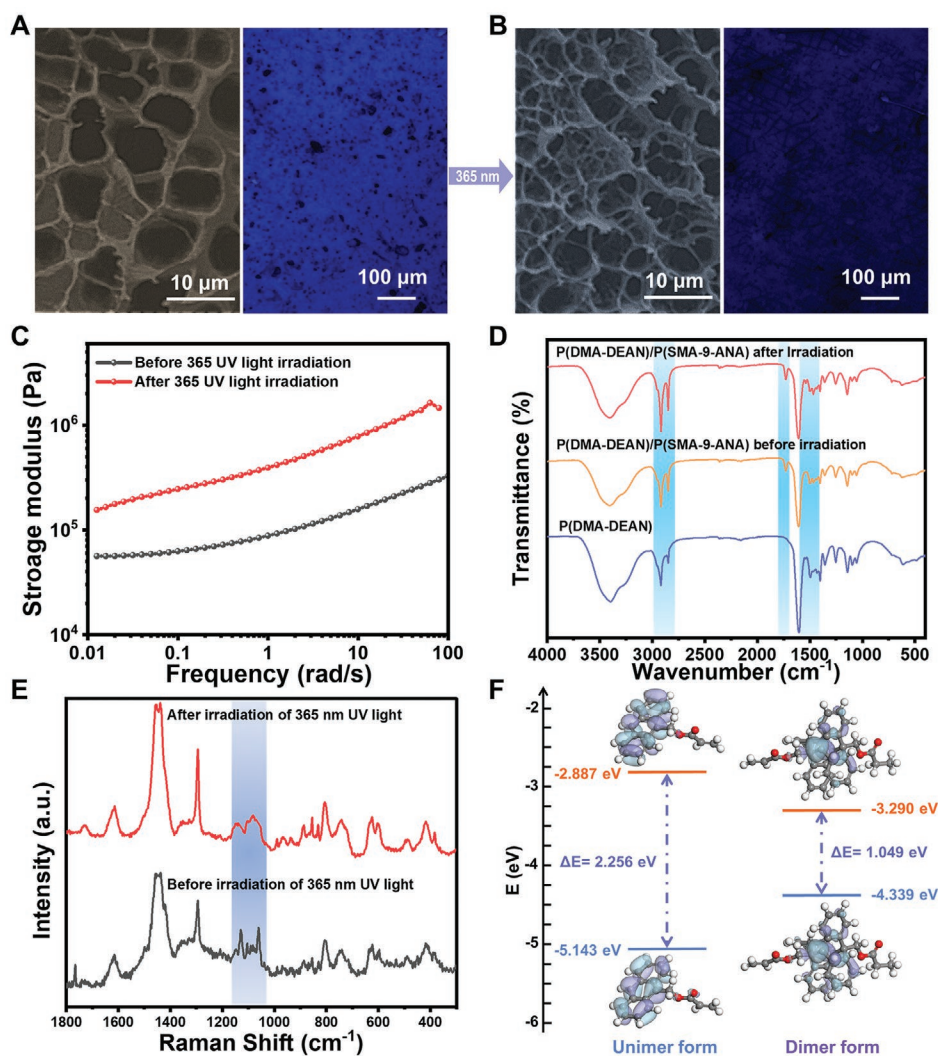 A
B
10 µm
100 µm
365 nm
10 µm
100 µm
C
Stroage modulus (Pa)
Before 365 UV light irradiation
After 365 UV light irradiation
10⁶
10⁵
10⁴
0.01 0.1 1 10 100
Frequency (rad/s)
D
Transmittance (%)
P(DMA-DEAN)/P(SMA-9-ANA) after Irradiation
P(DMA-DEAN)/P(SMA-9-ANA) before irradiation
P(DMA-DEAN)
4000 3500 3000 2500 2000 1500 1000 500
Wavenumber (cm⁻¹)
E
Intensity (a.u.)
After irradiation of 365 nm UV light
Before irradiation of 365 nm UV light
1800 1600 1400 1200 1000 800 600 400
Raman Shift (cm⁻¹)
F
E (eV)
-2
-3
-4
-5
-6
-2.887 eV
ΔE= 2.256 eV
-5.143 eV
-3.290 eV
ΔE= 1.049 eV
-4.339 eV
Unimer form
Dimer form